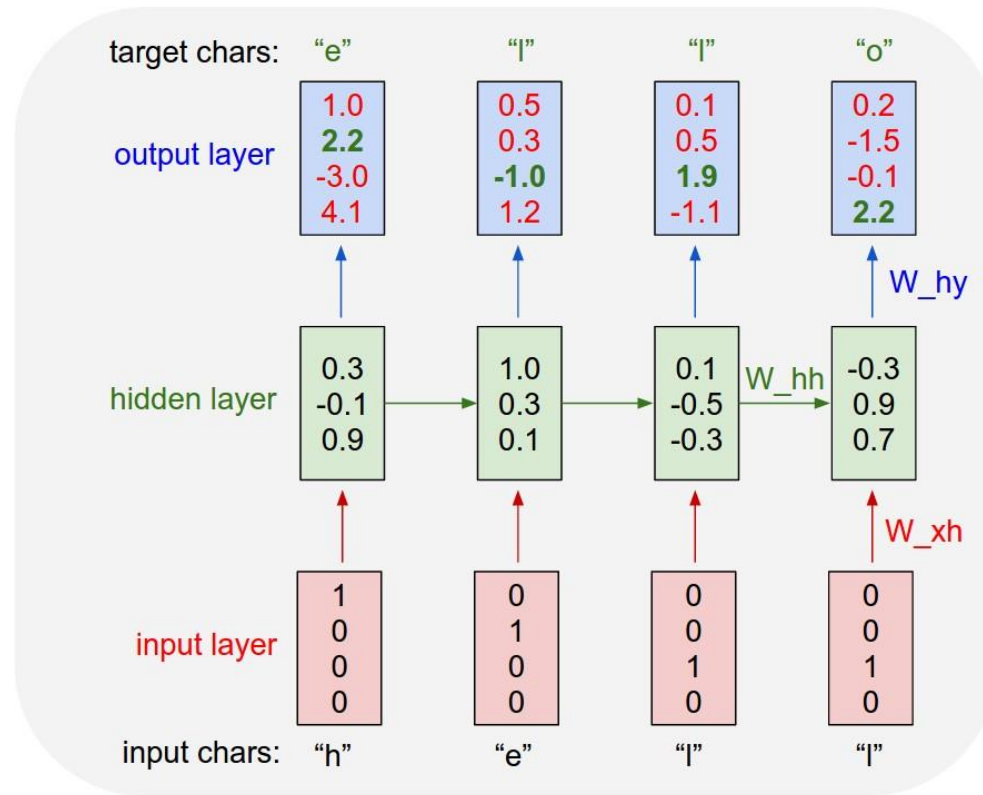 target chars: “e” “l” “l” “o”
output layer
1.0 0.5 0.1 0.2
2.2 0.3 0.5 -1.5
-3.0 -1.0 1.9 -0.1
4.1 1.2 -1.1 2.2
W_hy
hidden layer
0.3 1.0 0.1 -0.3
-0.1 0.3 -0.5 0.9
0.9 0.1 -0.3 0.7
W_hh
W_xh
input layer
1 0 0 0
0 1 0 0
0 0 1 1
0 0 0 0
input chars: “h” “e” “l” “l”